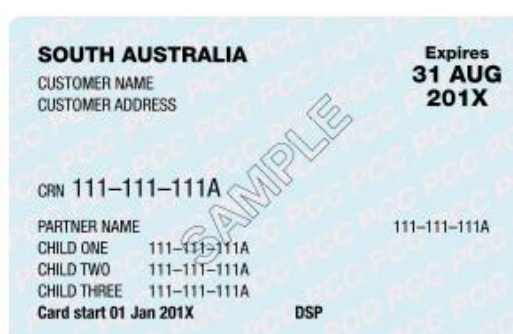 SOUTH AUSTRALIA
CUSTOMER NAME
CUSTOMER ADDRESS
Expires
31 AUG
201X
CRN 111–111–111A
SAMPLE
PARTNER NAME 111–111–111A
CHILD ONE 111–111–111A
CHILD TWO 111–111–111A
CHILD THREE 111–111–111A
Card start 01 Jan 201X DSP